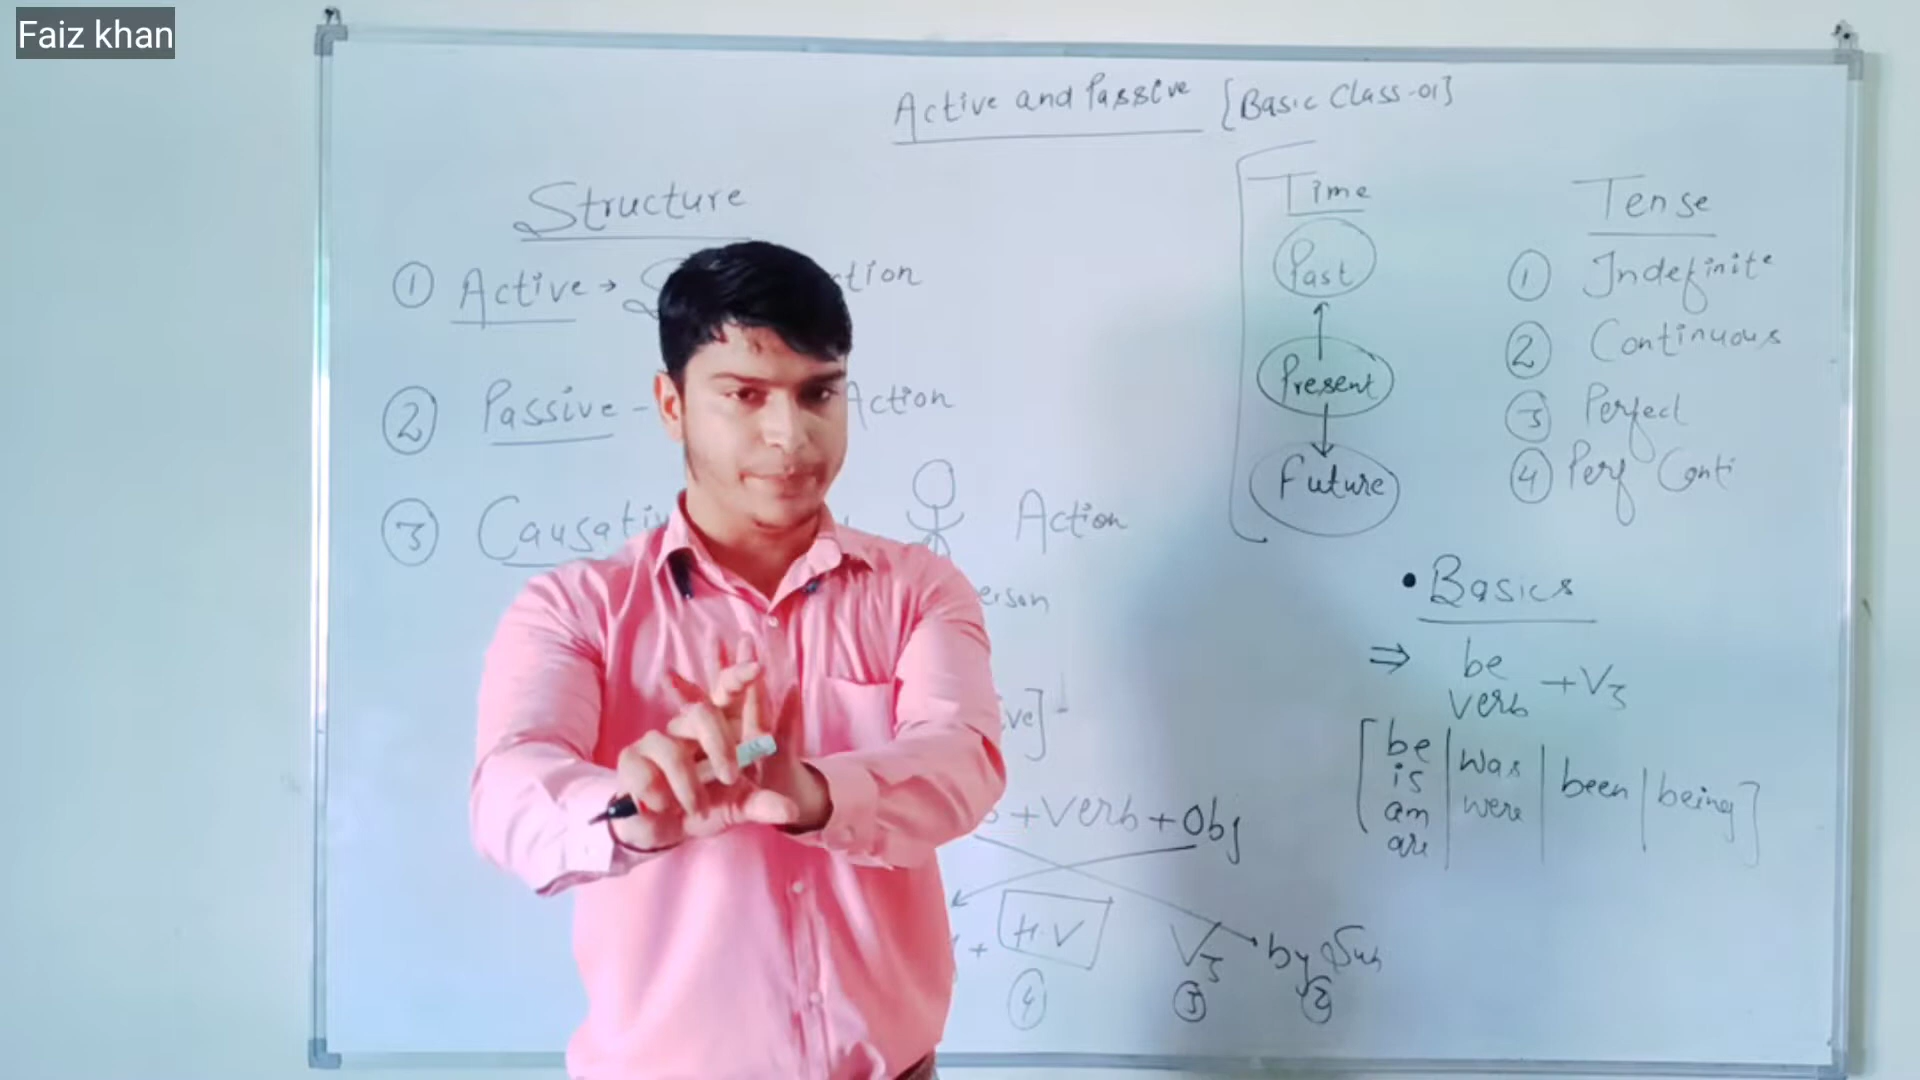 Faiz khan
Active and Passive [Basic Class-01]
Structure
① Active → S tion
② Passive - Action
③ Causati Action
erson
ive]
+ Verb + Obj
+ H.V V3 by Sub
④ ③ ②
Time
Past
Present
Future
Tense
① Indefinite
② Continuous
③ Perfect
④ Perf Conti
• Basics
⇒ be verb + V3
be is am are | was were | been | being]